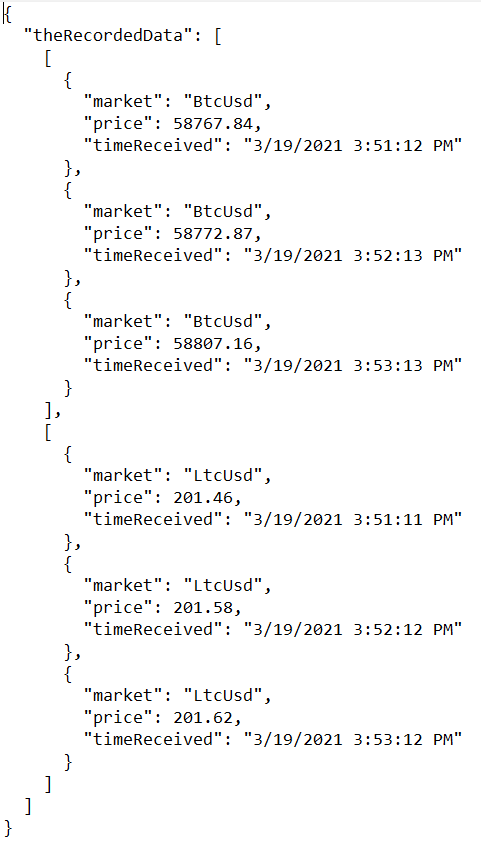 {
  "theRecordedData": [
    [
      {
        "market": "BtcUsd",
        "price": 58767.84,
        "timeReceived": "3/19/2021 3:51:12 PM"
      },
      {
        "market": "BtcUsd",
        "price": 58772.87,
        "timeReceived": "3/19/2021 3:52:13 PM"
      },
      {
        "market": "BtcUsd",
        "price": 58807.16,
        "timeReceived": "3/19/2021 3:53:13 PM"
      }
    ],
    [
      {
        "market": "LtcUsd",
        "price": 201.46,
        "timeReceived": "3/19/2021 3:51:11 PM"
      },
      {
        "market": "LtcUsd",
        "price": 201.58,
        "timeReceived": "3/19/2021 3:52:12 PM"
      },
      {
        "market": "LtcUsd",
        "price": 201.62,
        "timeReceived": "3/19/2021 3:53:12 PM"
      }
    ]
  ]
}